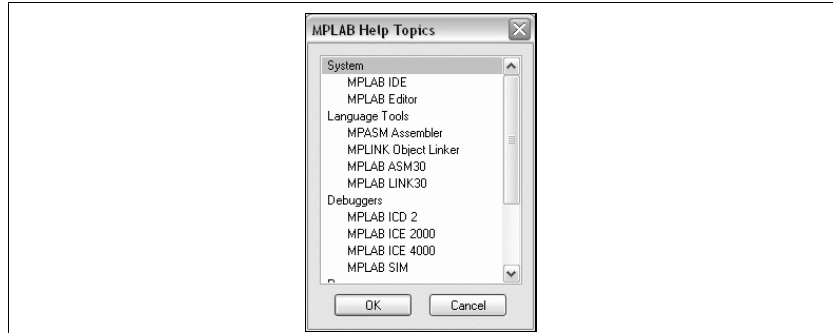 MPLAB Help Topics
System
MPLAB IDE
MPLAB Editor
Language Tools
MPASM Assembler
MPLINK Object Linker
MPLAB ASM30
MPLAB LINK30
Debuggers
MPLAB ICD 2
MPLAB ICE 2000
MPLAB ICE 4000
MPLAB SIM
OK
Cancel